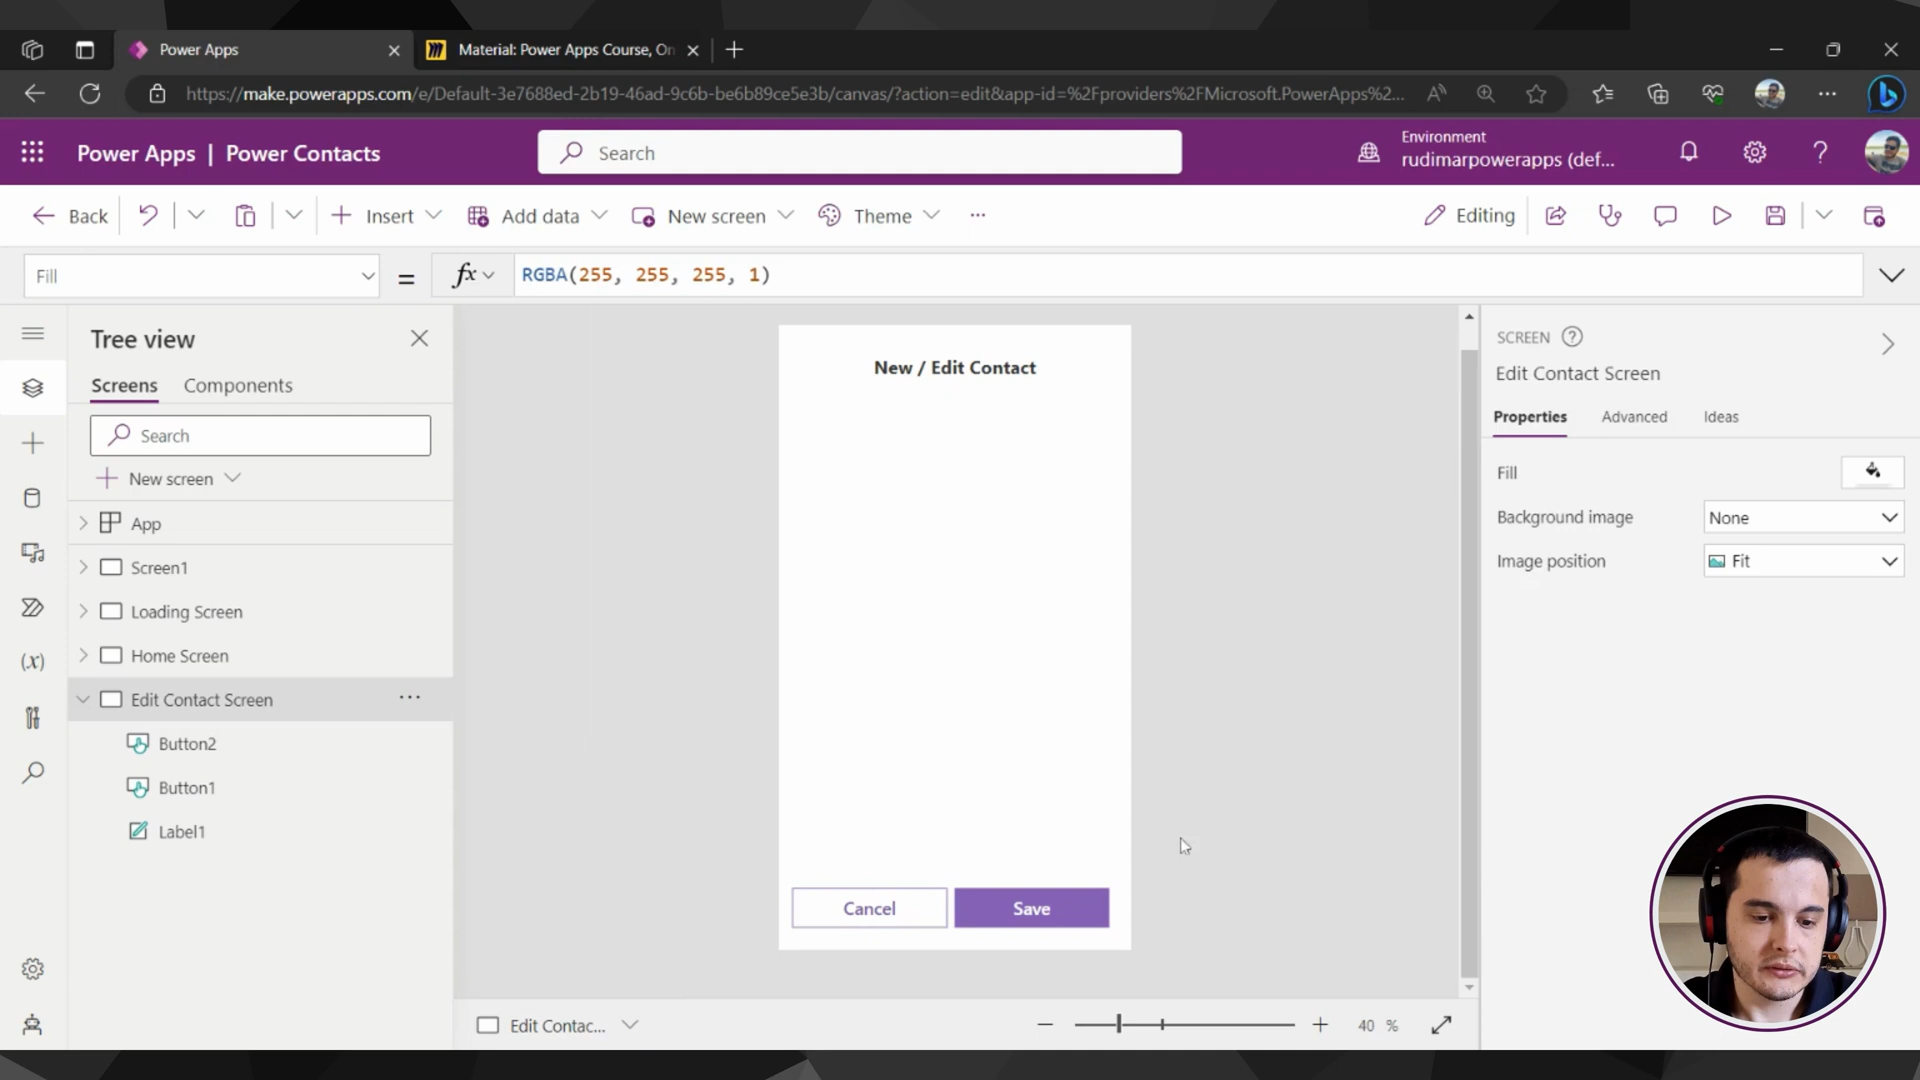 Power Apps
Material: Power Apps Course, On
https://make.powerapps.com/e/Default-3e7688ed-2b19-46ad-9c6b-be6b89ce5e3b/canvas/?action=edit&app-id=%2Fproviders%2FMicrosoft.PowerApps%2...
Power Apps | Power Contacts
Search
Environment
rudimarpowerapps (def...
Back
Insert
Add data
New screen
Theme
...
Editing
Fill
=
fx
RGBA(255, 255, 255, 1)
Tree view
Screens
Components
Search
New screen
App
Screen1
Loading Screen
Home Screen
Edit Contact Screen
...
Button2
Button1
Label1
New / Edit Contact
Cancel
Save
SCREEN
Edit Contact Screen
Properties
Advanced
Ideas
Fill
Background image
None
Image position
Fit
Edit Contac...
40 %